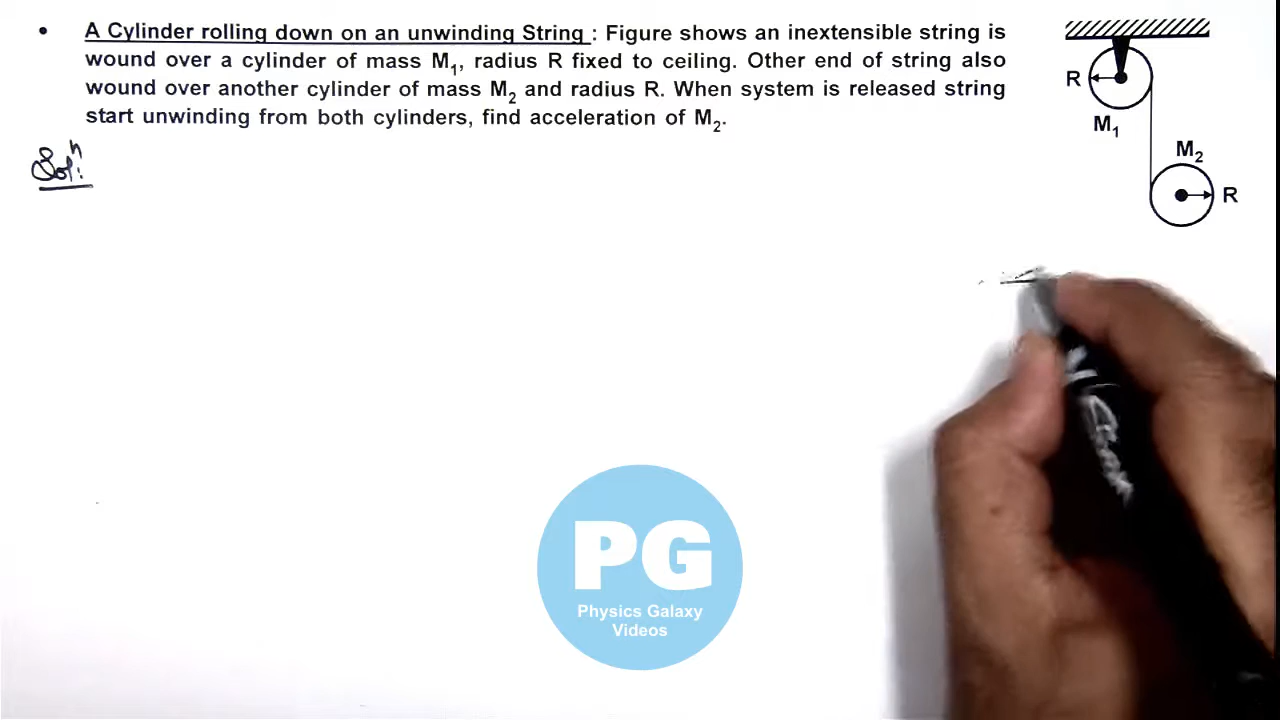 • A Cylinder rolling down on an unwinding String : Figure shows an inextensible string is
wound over a cylinder of mass M₁, radius R fixed to ceiling. Other end of string also
wound over another cylinder of mass M₂ and radius R. When system is released string
start unwinding from both cylinders, find acceleration of M₂.
Solⁿ:
R
M₁
M₂
R
PG
Physics Galaxy
Videos